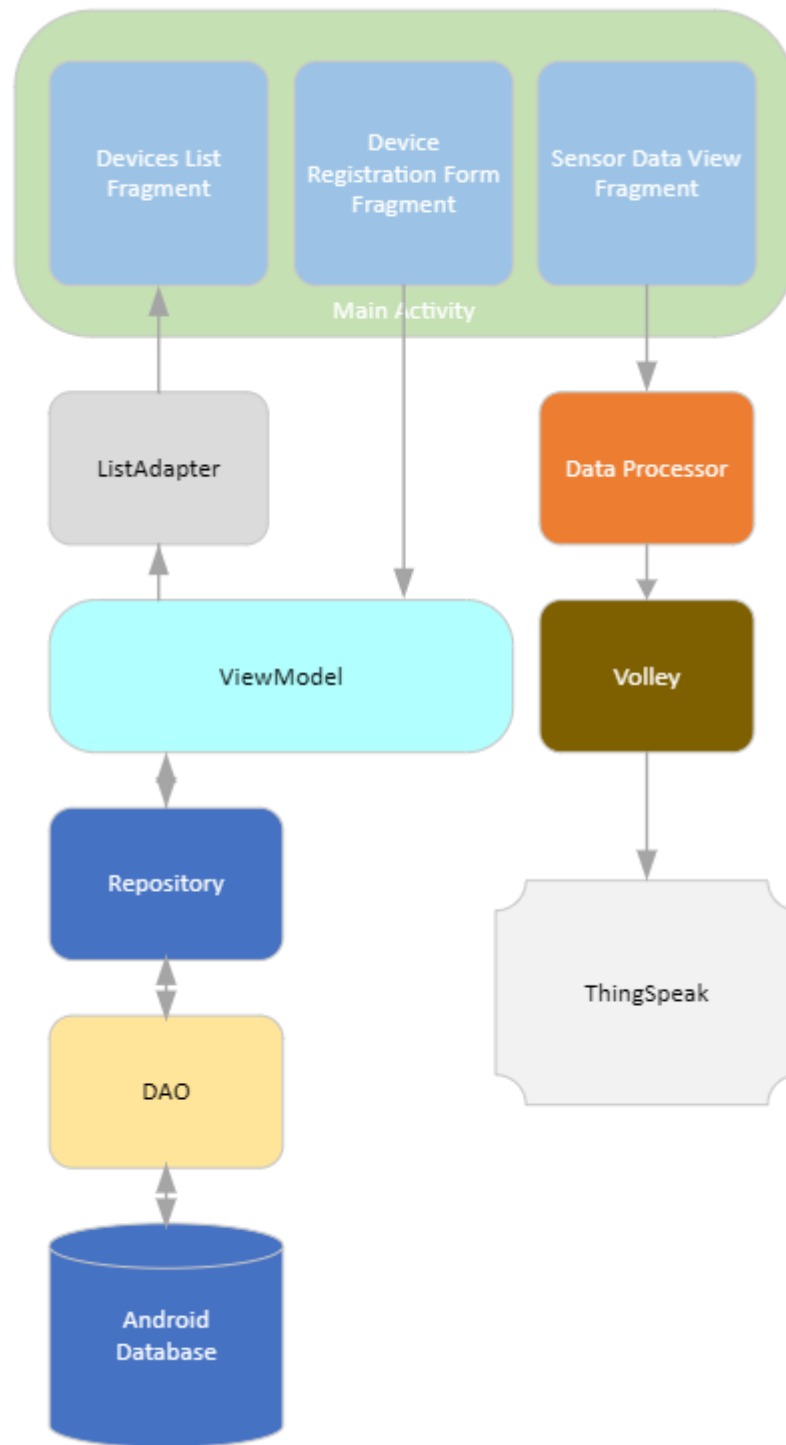 Devices List
Fragment
Device
Registration Form
Fragment
Sensor Data View
Fragment
Main Activity
ListAdapter
Data Processor
ViewModel
Volley
Repository
ThingSpeak
DAO
Android
Database